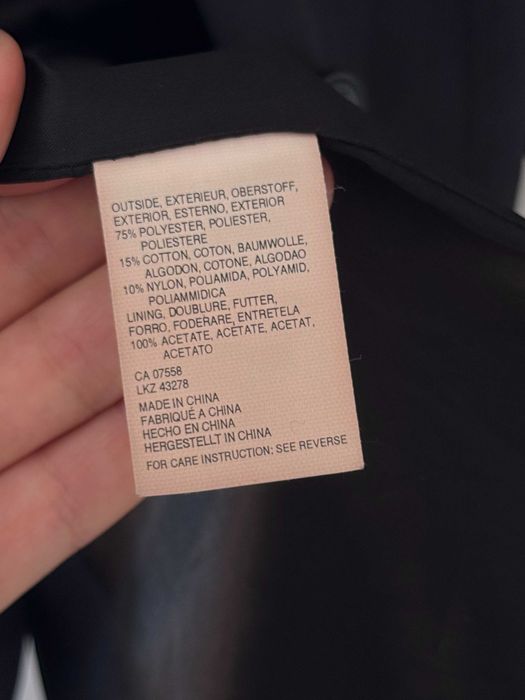 OUTSIDE, EXTERIEUR, OBERSTOFF,
EXTERIOR, ESTERNO, EXTERIOR
75% POLYESTER, POLIESTER,
POLIESTERE
15% COTTON, COTON, BAUMWOLLE,
ALGODON, COTONE, ALGODAO
10% NYLON, POLIAMIDA, POLYAMID,
POLIAMMIDICA
LINING, DOUBLURE, FUTTER,
FORRO, FODERARE, ENTRETELA
100% ACETATE, ACÉTATE, ACETAT,
ACETATO
CA 07558
LKZ 43278
MADE IN CHINA
FABRIQUÉ A CHINA
HECHO EN CHINA
HERGESTELLT IN CHINA
FOR CARE INSTRUCTION: SEE REVERSE